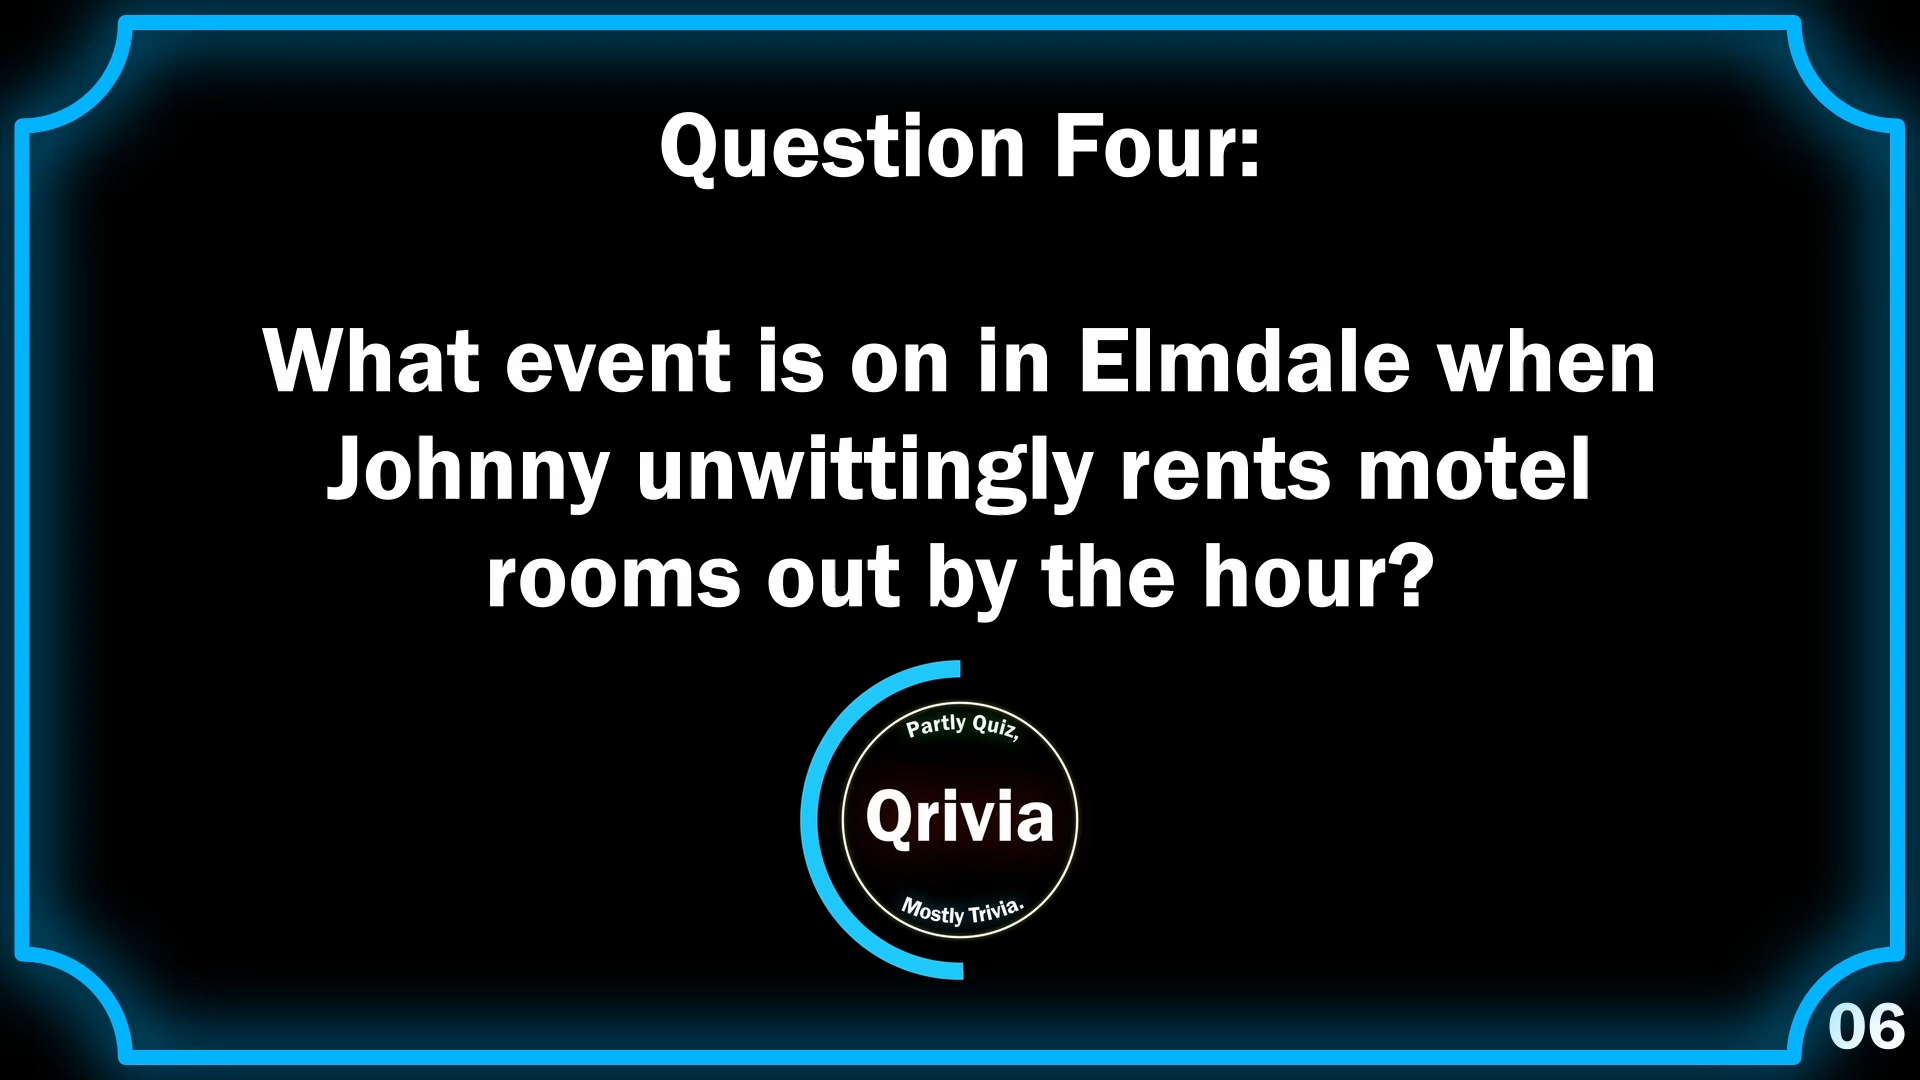 Question Four:
What event is on in Elmdale when
Johnny unwittingly rents motel
rooms out by the hour?
Partly Quiz,
Qrivia
Mostly Trivia.
06